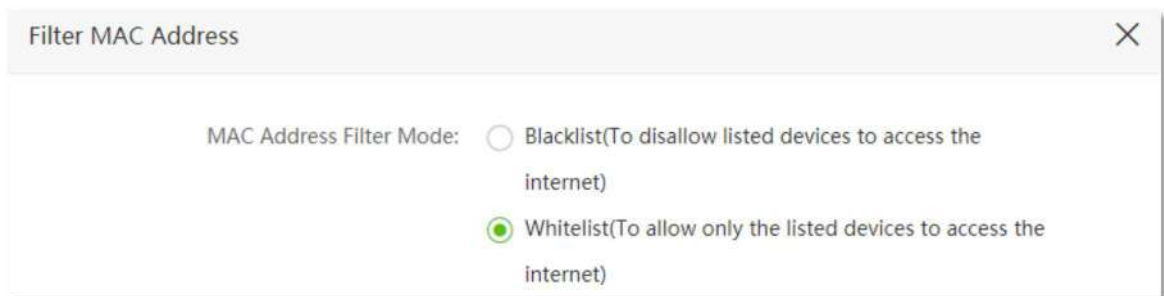 Filter MAC Address
MAC Address Filter Mode: Blacklist(To disallow listed devices to access the
internet)
Whitelist(To allow only the listed devices to access the
internet)